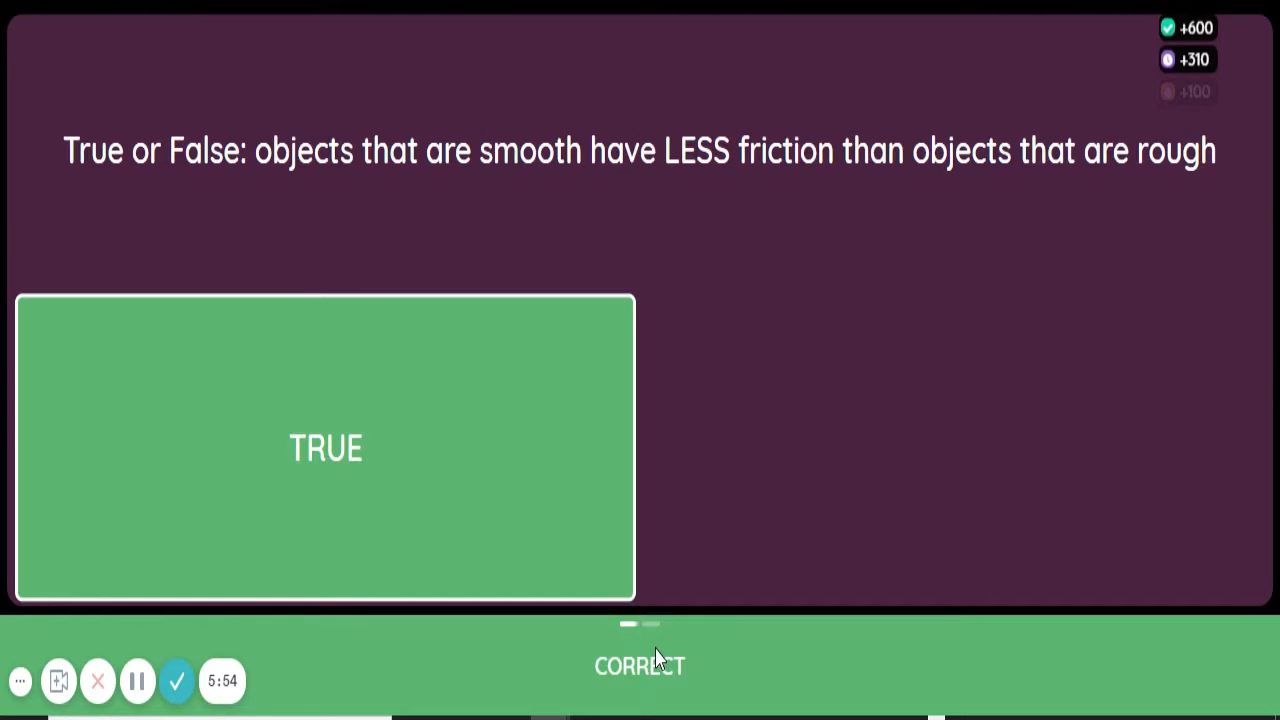 +600
+310
+100
True or False: objects that are smooth have LESS friction than objects that are rough
TRUE
CORRECT
5:54